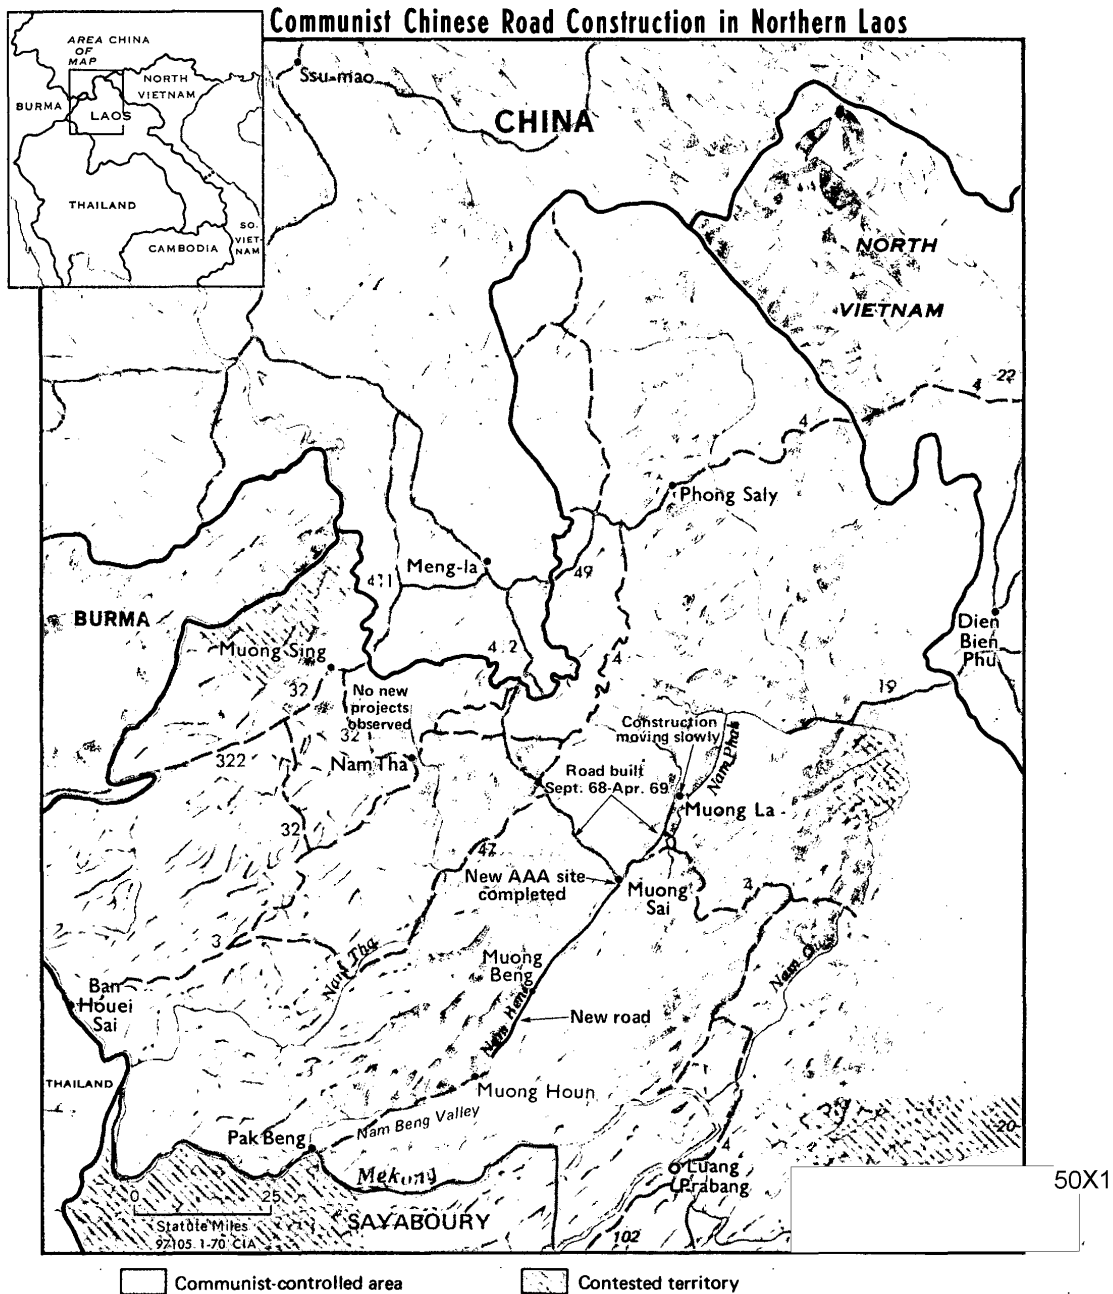 Communist Chinese Road Construction in Northern Laos
AREA CHINA
OF
MAP
NORTH
VIETNAM
BURMA
LAOS
THAILAND
CAMBODIA
SO.
VIET-
NAM
Ssu-mao
CHINA
NORTH
VIETNAM
22
4
4
Phong Saly
Meng-la
411
49
BURMA
Dien
Bien
Phu
Muong Sing
412
4
32
No new
projects
observed
19
Construction
moving slowly
32
322
Nam Tha
Nam Phak
Road built
Sept. 68-Apr. 69
Muong La
32
47
New AAA site
completed
Muong
Sai
4
3
Nam Tha
Muong
Beng
Nam Ou
Ban
Houei
Sai
New road
THAILAND
Muong Houn
Nam Beng Valley
Pak Beng
20
4
Mekong
Luang
Prabang
50X1
0 25
Statute Miles
SAYABOURY
97105 1-70 CIA
102
Communist-controlled area
Contested territory